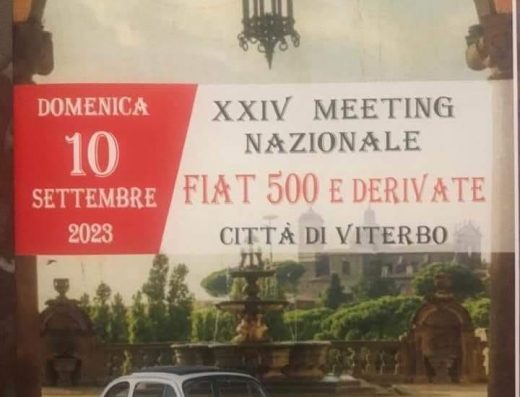 DOMENICA
10
SETTEMBRE
2023
XXIV MEETING
NAZIONALE
FIAT 500 E DERIVATE
CITTÀ DI VITERBO